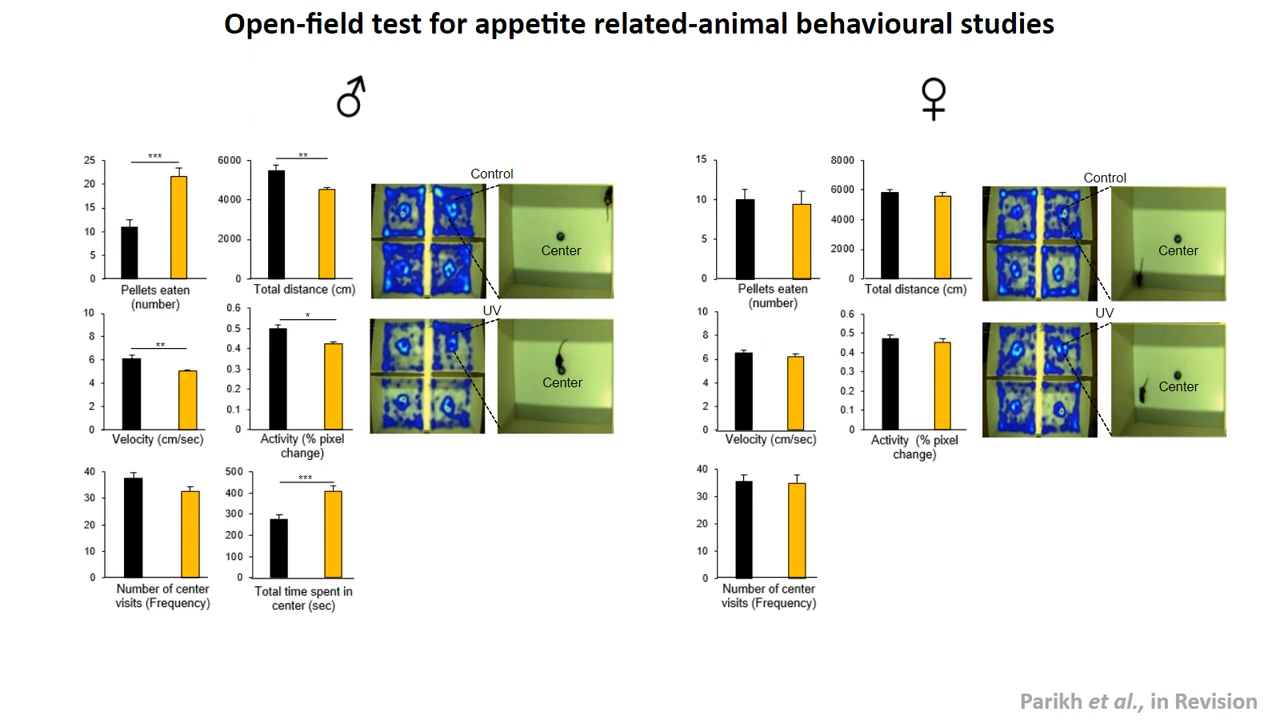 Open-field test for appetite related-animal behavioural studies
♂
25
20
15
10
5
0
***
Pellets eaten
(number)
6000
4000
2000
0
**
Total distance (cm)
Control
Center
10
8
6
4
2
0
**
Velocity (cm/sec)
0.6
0.5
0.4
0.3
0.2
0.1
0
*
Activity (% pixel
change)
UV
Center
40
30
20
10
0
Number of center
visits (Frequency)
500
400
300
200
100
0
***
Total time spent in
center (sec)
♀
15
10
5
0
Pellets eaten
(number)
8000
6000
4000
2000
0
Total distance (cm)
Control
Center
10
8
6
4
2
0
Velocity (cm/sec)
0.6
0.5
0.4
0.3
0.2
0.1
0
Activity (% pixel
change)
UV
Center
40
30
20
10
0
Number of center
visits (Frequency)
Parikh et al., in Revision